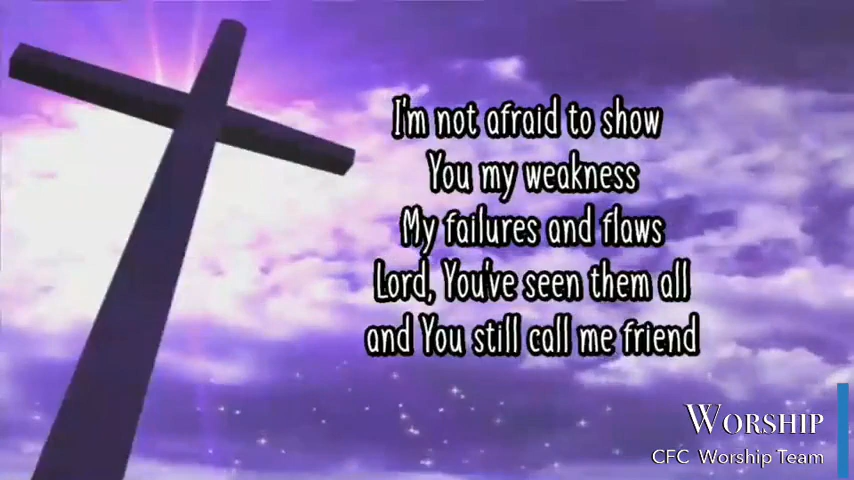 I'm not afraid to show
You my weakness
My failures and flaws
Lord, You've seen them all
and You still call me friend
Worship
CFC Worship Team